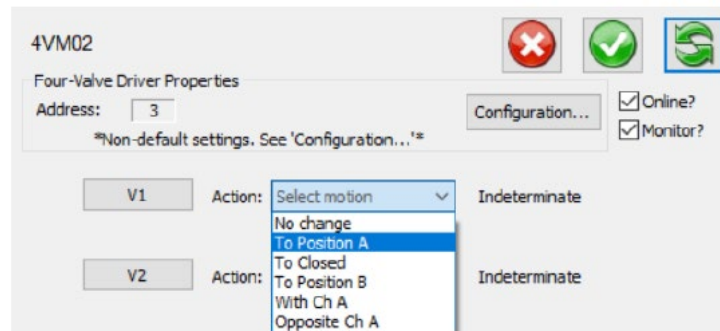 4VM02
Four-Valve Driver Properties
Address: 3
Configuration...
Online?
Monitor?
*Non-default settings. See 'Configuration...'*
V1 Action: Select motion Indeterminate
No change
To Position A
To Closed
V2 Action: To Position B Indeterminate
With Ch A
Opposite Ch A